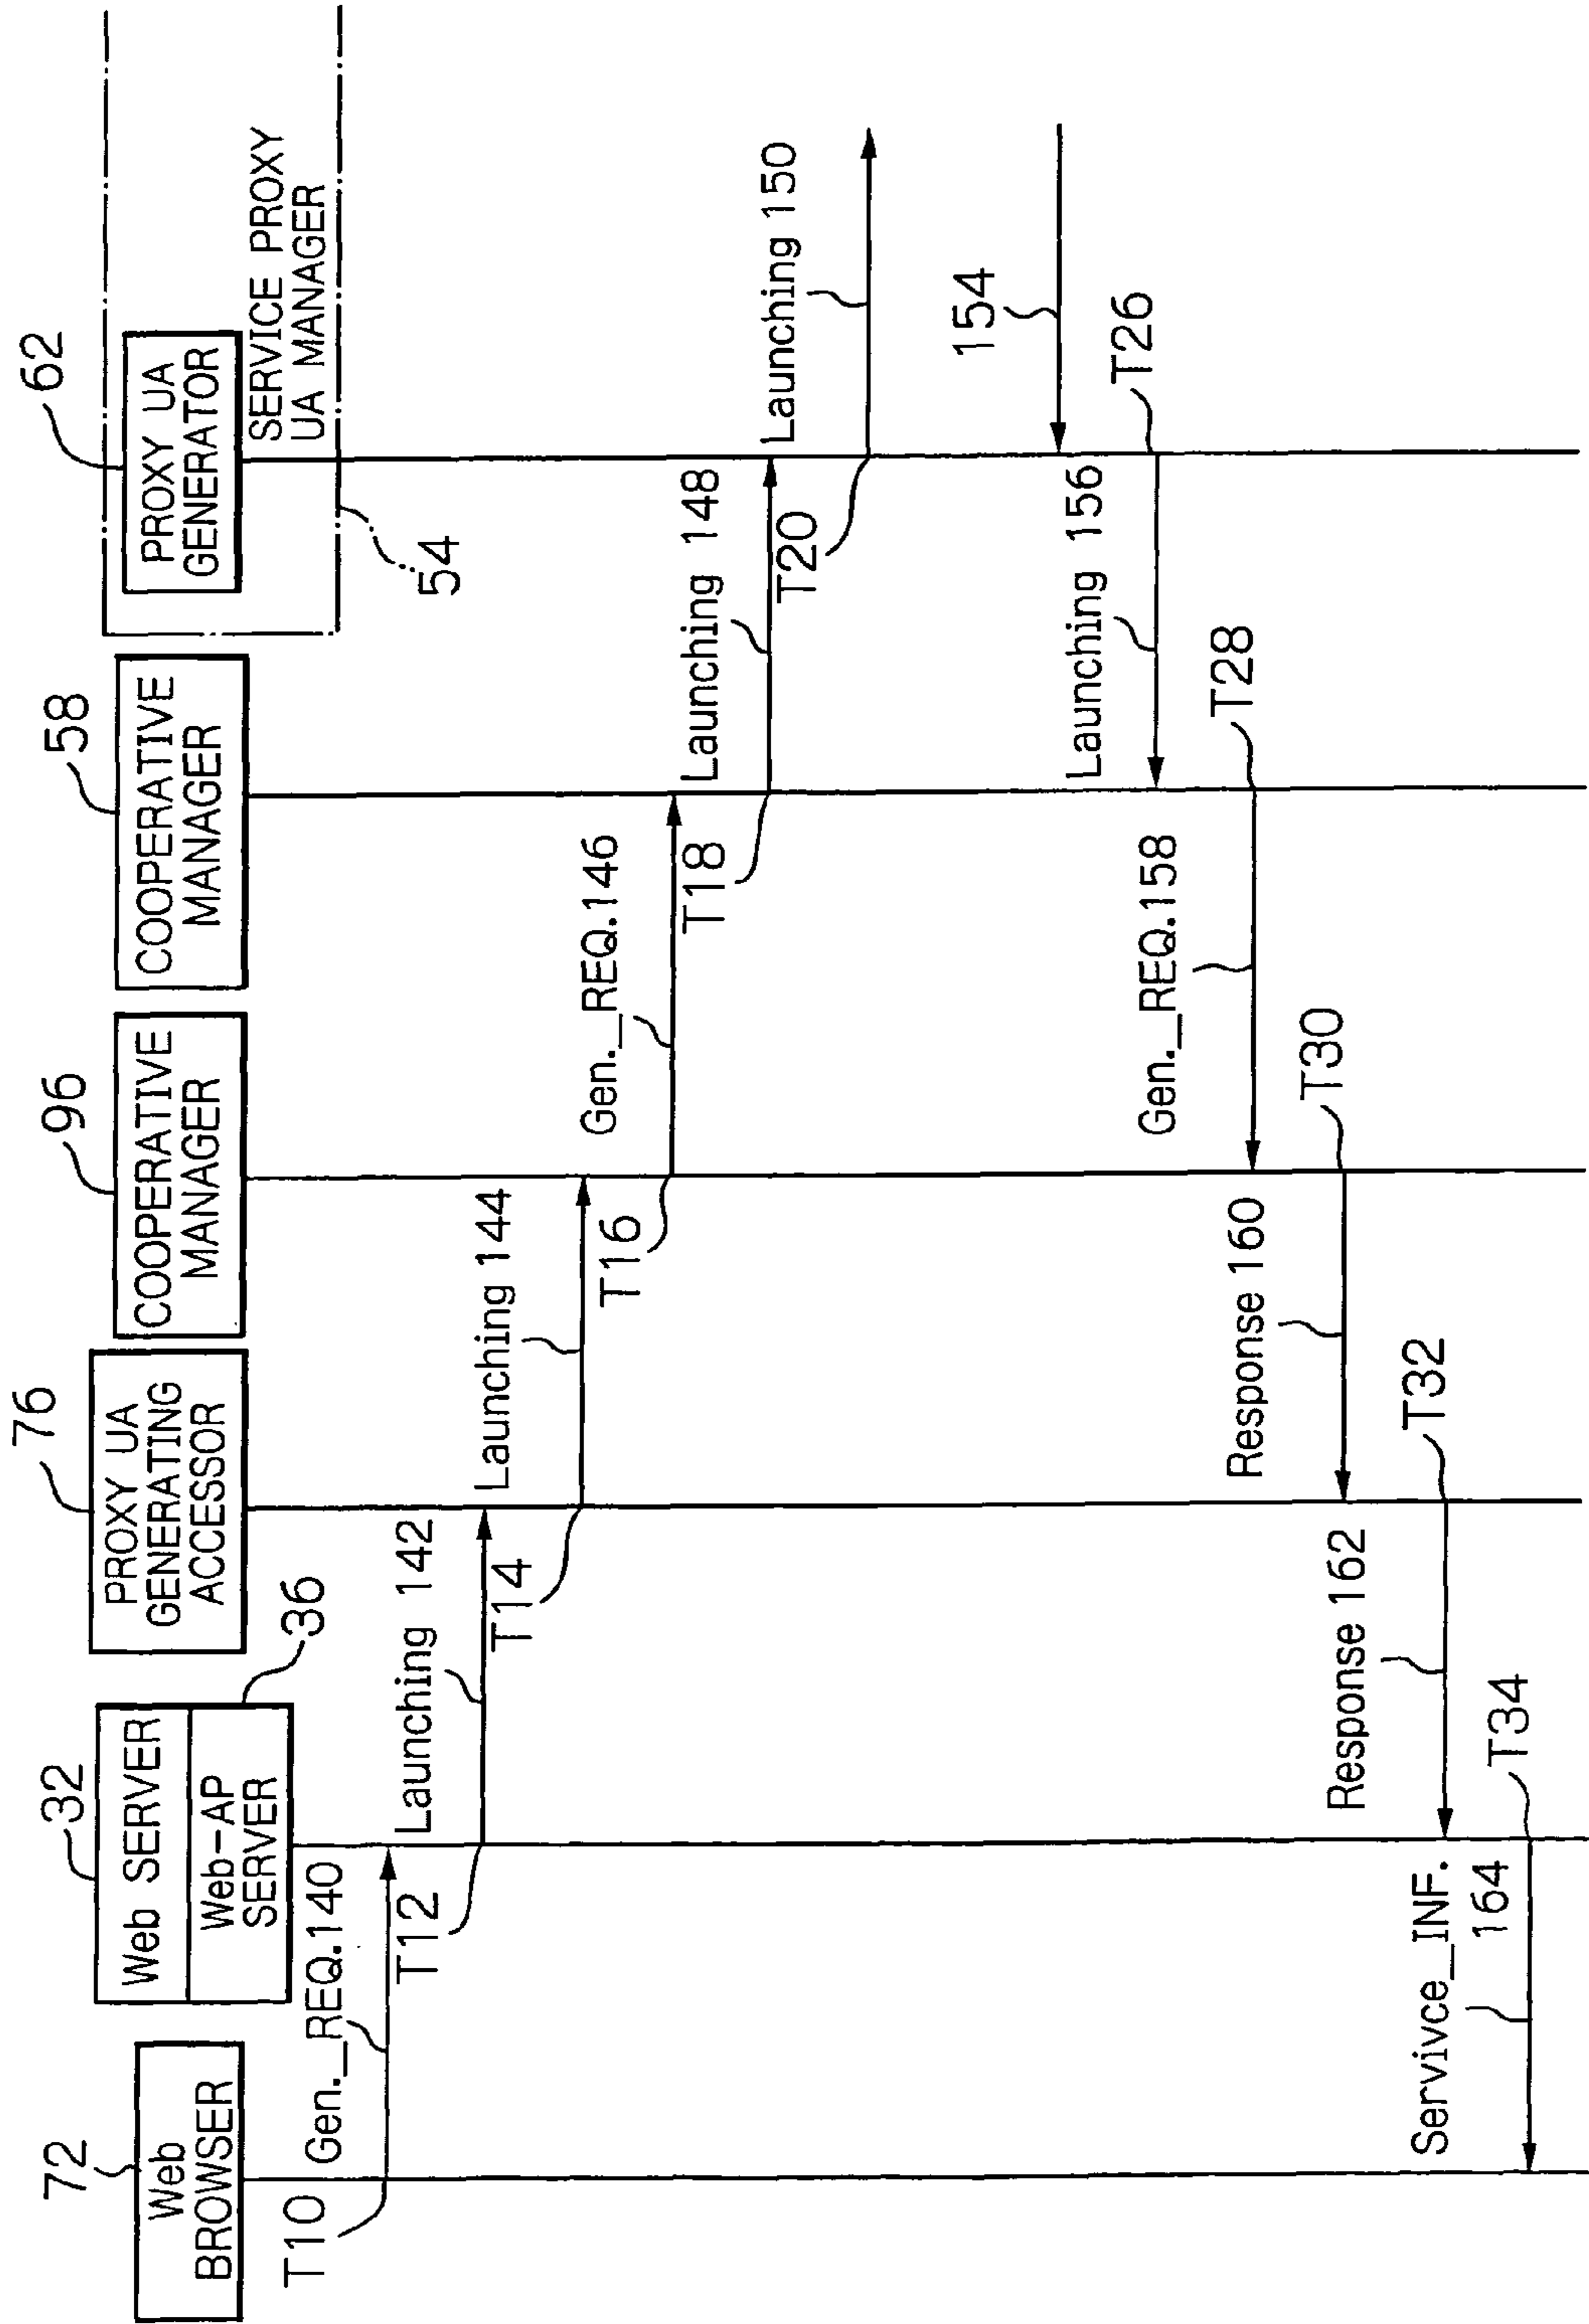 72
Web
BROWSER
32
Web SERVER
Web-AP
SERVER
36
76
PROXY UA
GENERATING
ACCESSOR
96
COOPERATIVE
MANAGER
58
COOPERATIVE
MANAGER
62
PROXY UA
GENERATOR
SERVICE PROXY
UA MANAGER
54
T10
Gen._REQ.140
T12
Launching 142
T14
Launching 144
T16
Gen._REQ.146
T18
Launching 148
T20
Launching 150
154
T26
Launching 156
T28
Gen._REQ.158
T30
Response 160
T32
Response 162
T34
Servivce_INF.
164